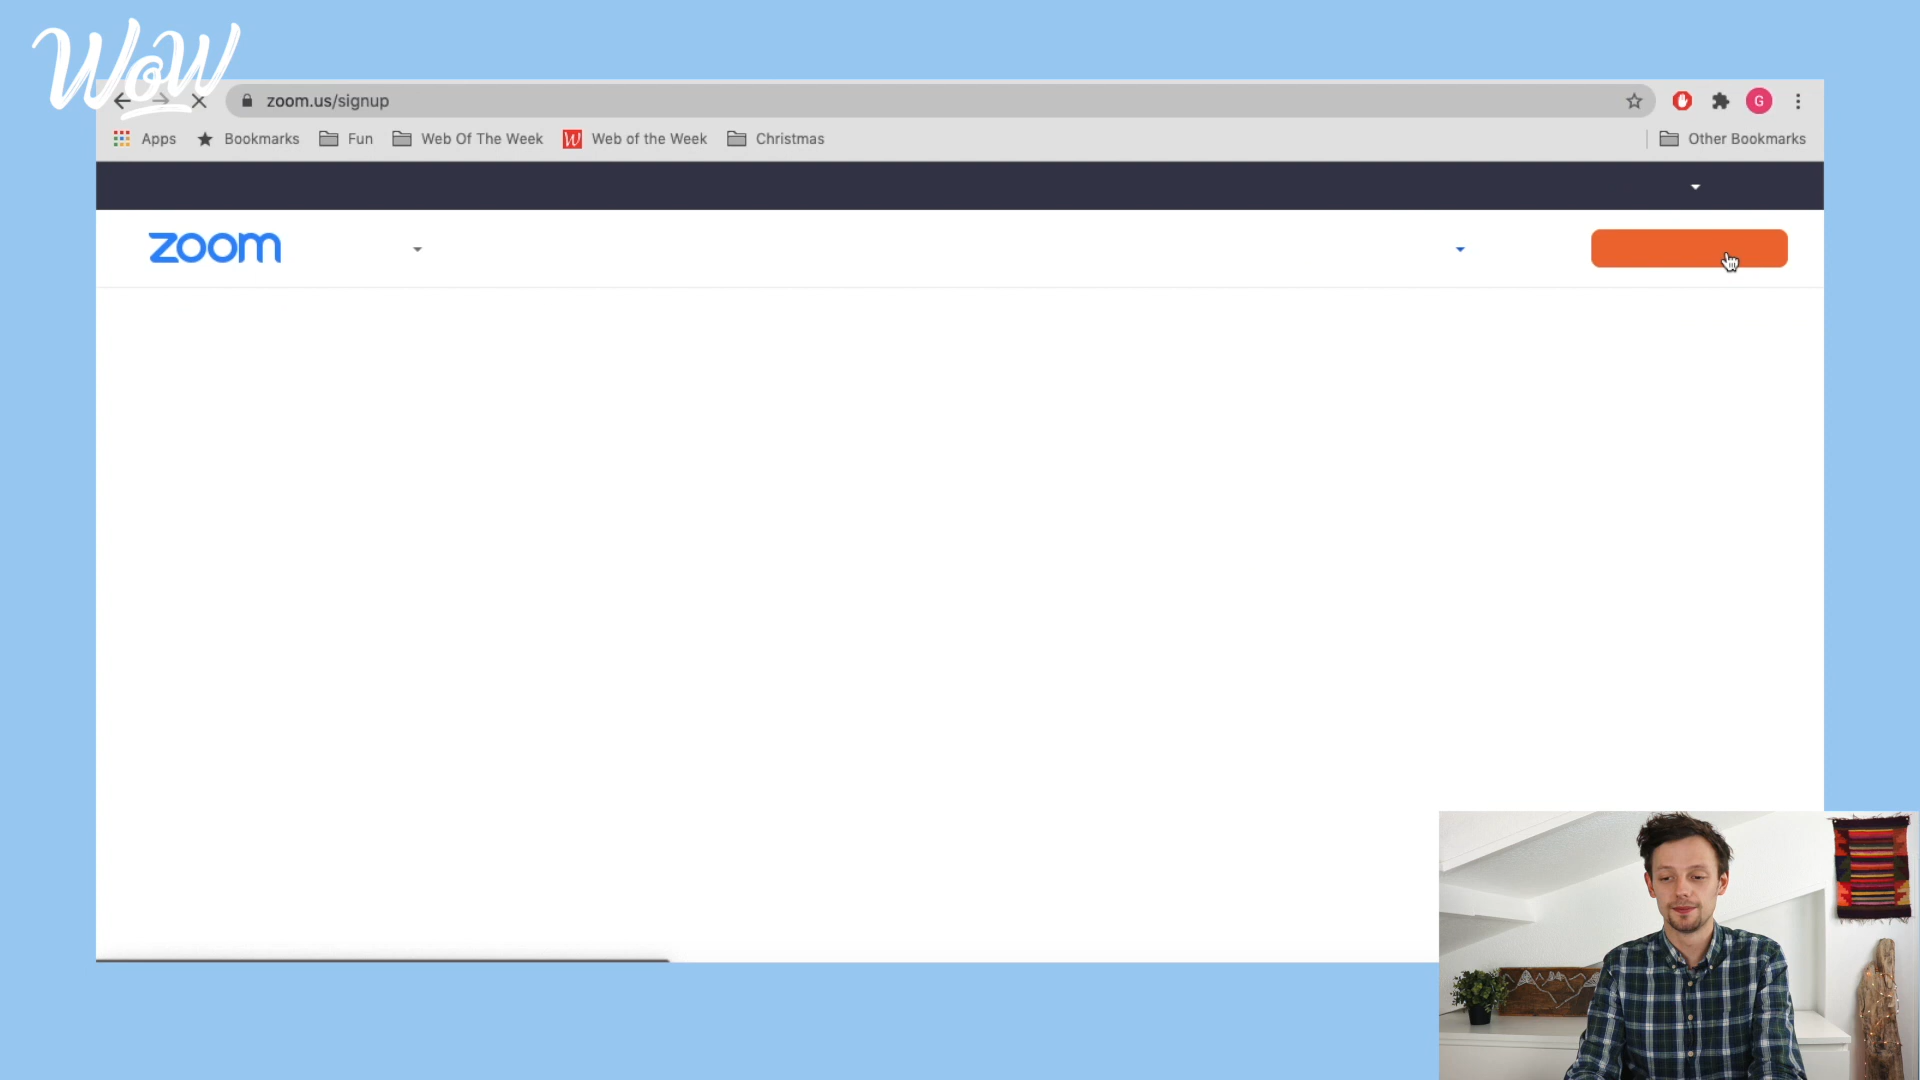 WoW
zoom.us/signup
G
Apps
Bookmarks
Fun
Web Of The Week
W
Web of the Week
Christmas
Other Bookmarks
zoom